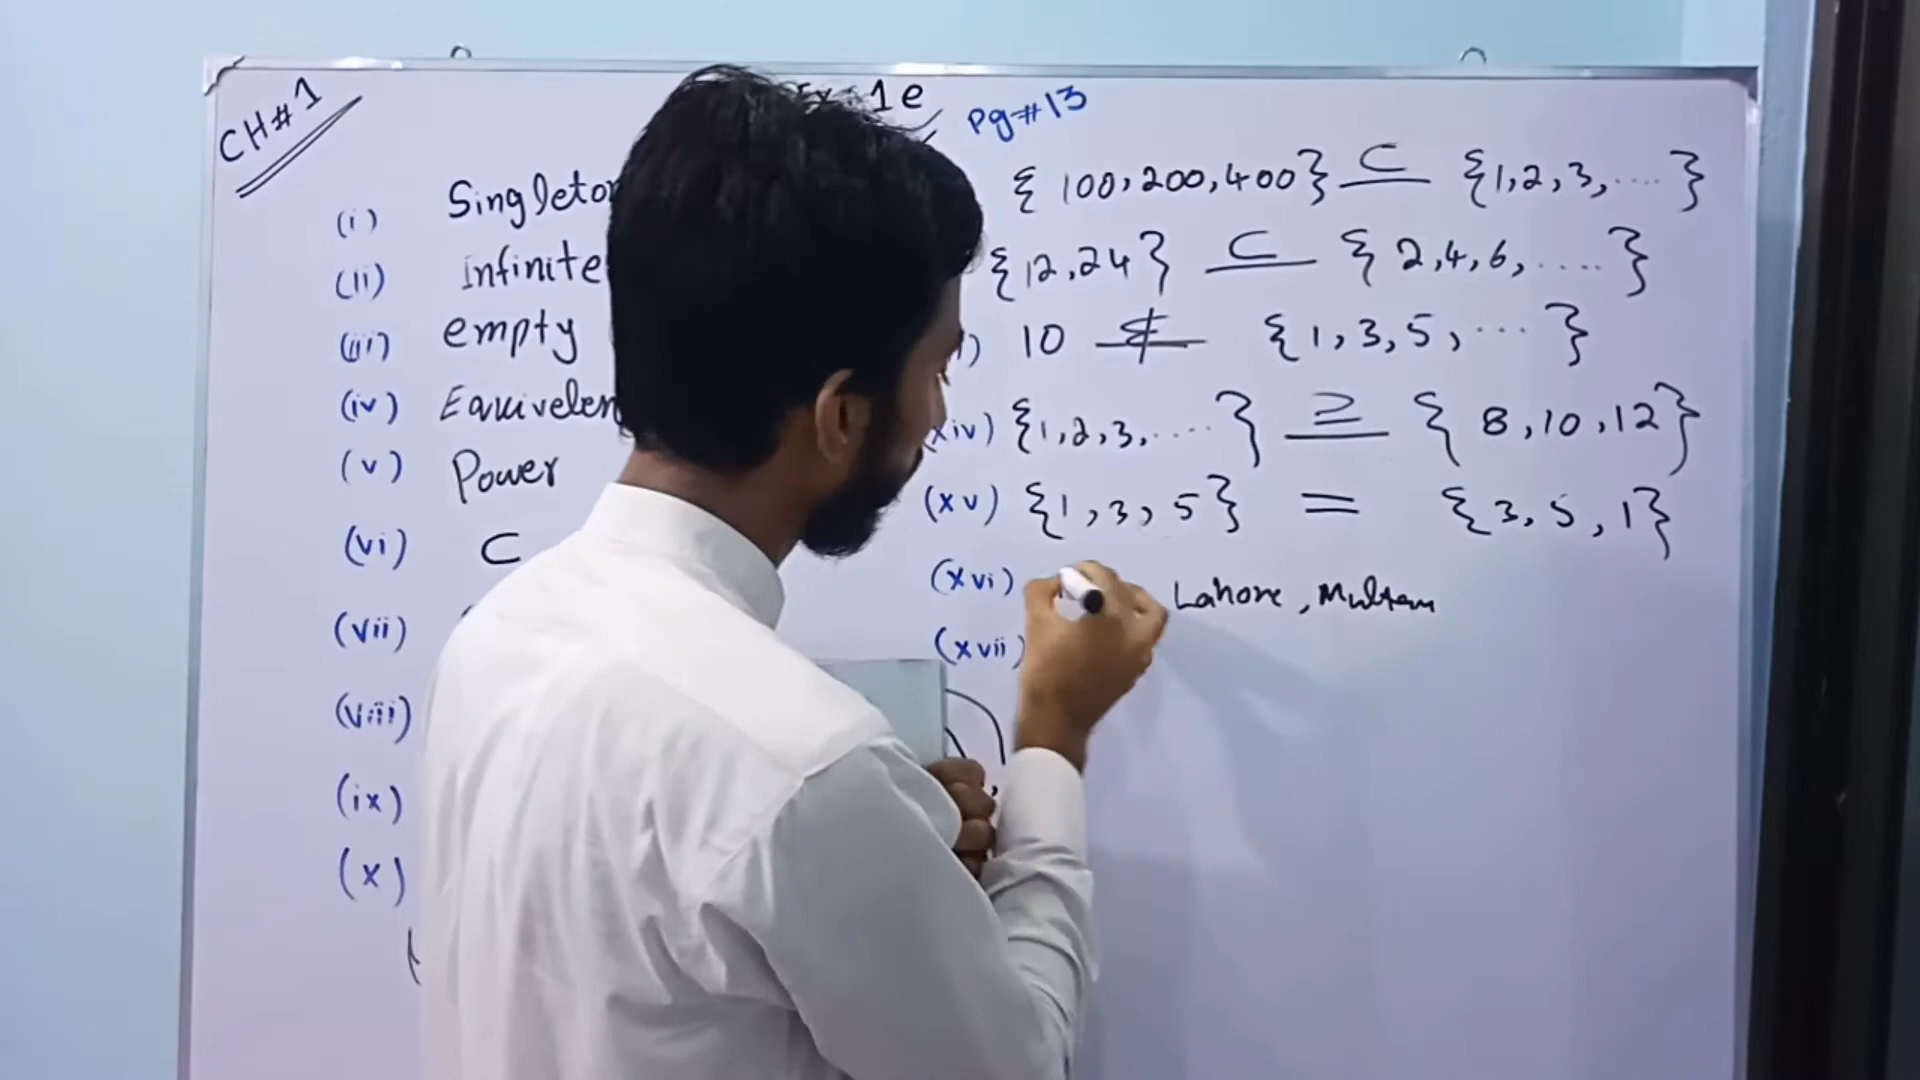 CH#1
1e
Pg#13
(i) Singleton
(ii) Infinite
(iii) empty
(iv) Equivelen
(v) Power
(vi) ⊂
(vii)
(viii)
(ix)
(x)
{100,200,400} ⊂ {1,2,3,.....}
{12,24} ⊂ {2,4,6,.....}
10 ∉ {1,3,5,...}
(xiv) {1,2,3,.....} ⊇ {8,10,12}
(xv) {1,3,5} = {3,5,1}
(xvi) Lahore, Multan
(xvii)